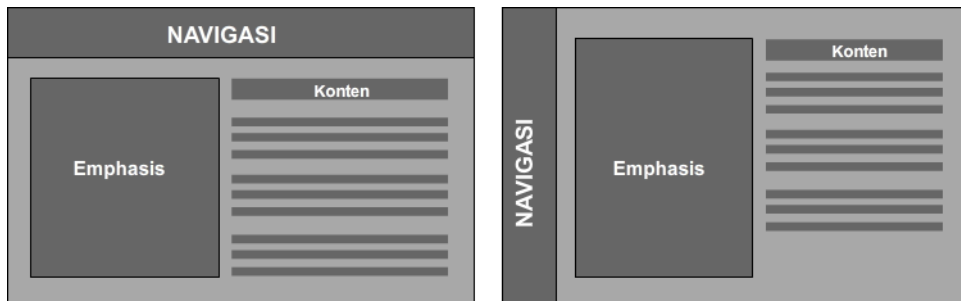 NAVIGASI
Konten
Emphasis
NAVIGASI
Konten
Emphasis